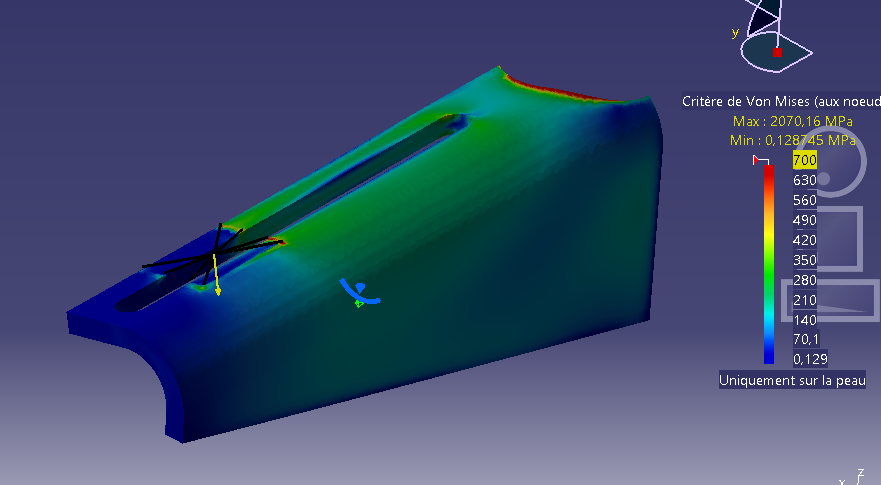 y
Critère de Von Mises (aux noeud
Max : 2070,16 MPa
Min : 0,128745 MPa
700
630
560
490
420
350
280
210
140
70,1
0,129
Uniquement sur la peau
z
x